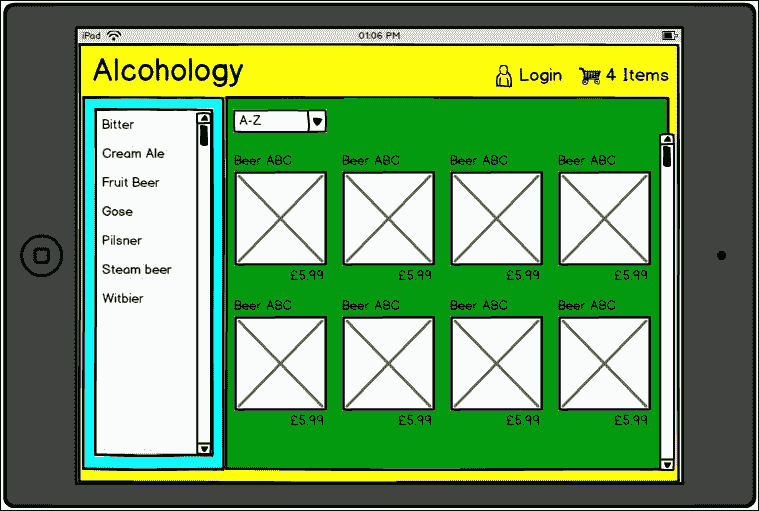 iPad 01:06 PM
Alcohology
Login 4 Items
Bitter
Cream Ale
Fruit Beer
Gose
Pilsner
Steam beer
Witbier
A-Z
Beer ABC Beer ABC Beer ABC Beer ABC
£5.99 £5.99 £5.99 £5.99
Beer ABC Beer ABC Beer ABC Beer ABC
£5.99 £5.99 £5.99 £5.99